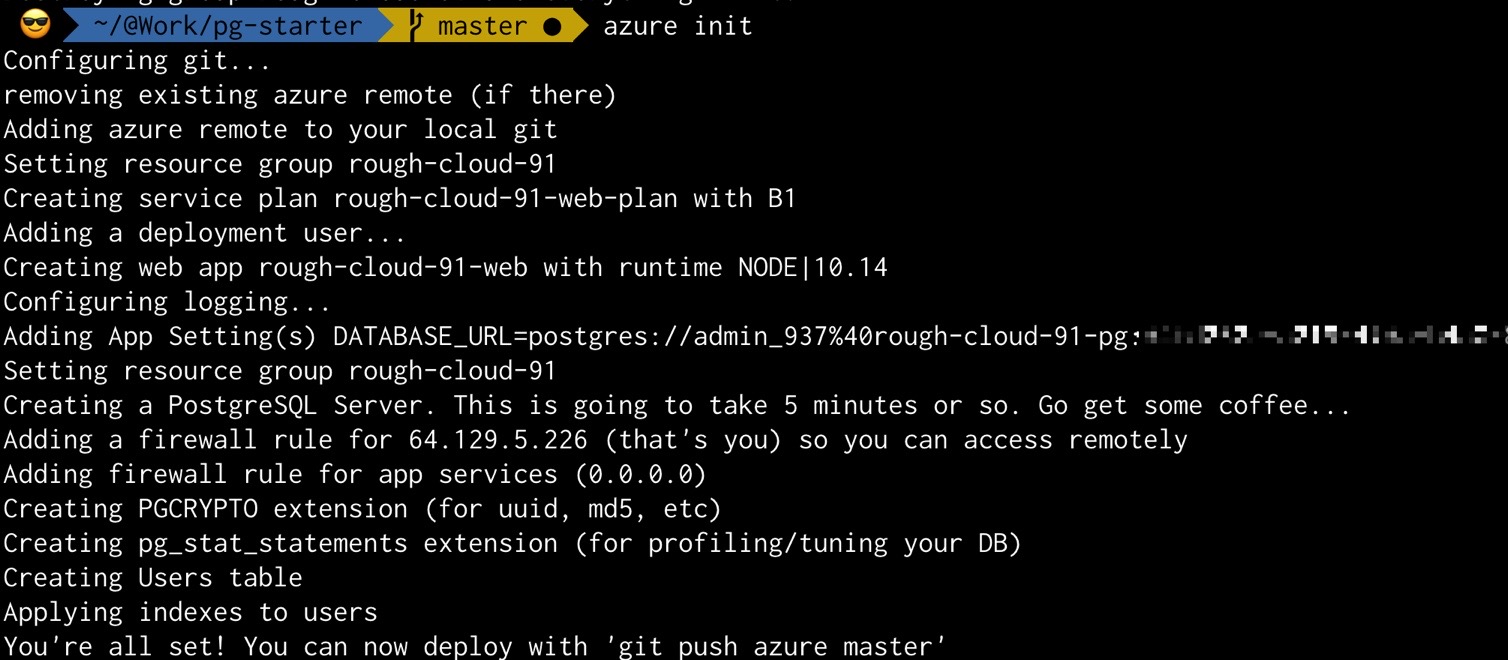 ~/@Work/pg-starter master ● azure init
Configuring git...
removing existing azure remote (if there)
Adding azure remote to your local git
Setting resource group rough-cloud-91
Creating service plan rough-cloud-91-web-plan with B1
Adding a deployment user...
Creating web app rough-cloud-91-web with runtime NODE|10.14
Configuring logging...
Adding App Setting(s) DATABASE_URL=postgres://admin_937%40rough-cloud-91-pg:
Setting resource group rough-cloud-91
Creating a PostgreSQL Server. This is going to take 5 minutes or so. Go get some coffee...
Adding a firewall rule for 64.129.5.226 (that's you) so you can access remotely
Adding firewall rule for app services (0.0.0.0)
Creating PGCRYPTO extension (for uuid, md5, etc)
Creating pg_stat_statements extension (for profiling/tuning your DB)
Creating Users table
Applying indexes to users
You're all set! You can now deploy with 'git push azure master'